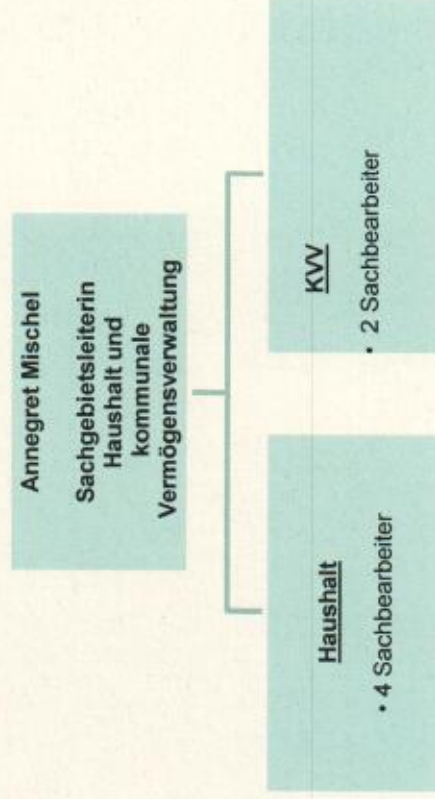 Annegret Mischel
Sachgebietsleiterin
Haushalt und
kommunale
Vermögensverwaltung
Haushalt
• 4 Sachbearbeiter
KVV
• 2 Sachbearbeiter